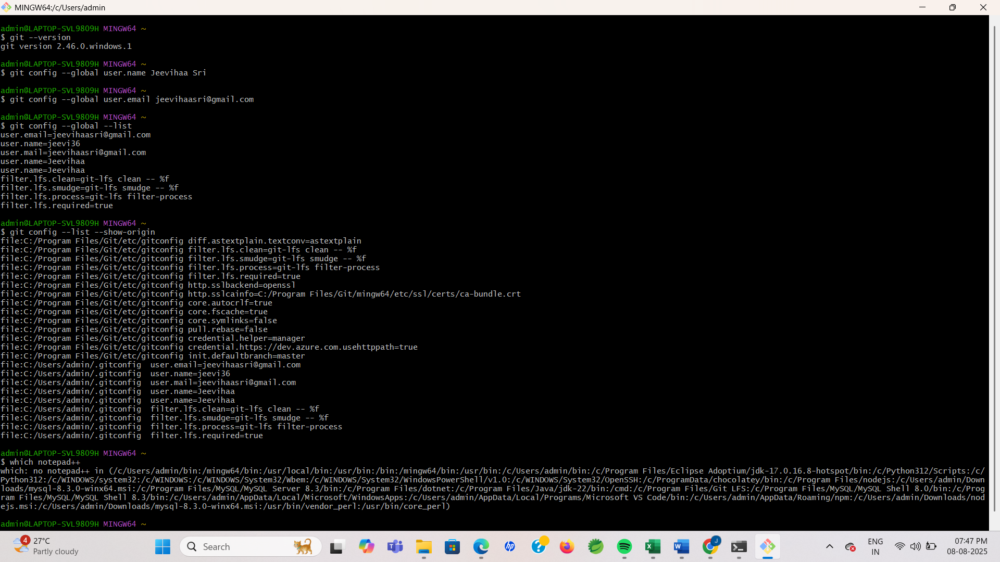 MINGW64:/c/Users/admin
admin@LAPTOP-SVL9809H MINGW64 ~
$ git --version
git version 2.46.0.windows.1
admin@LAPTOP-SVL9809H MINGW64 ~
$ git config --global user.name Jeevihaa Sri
admin@LAPTOP-SVL9809H MINGW64 ~
$ git config --global user.email jeevihaasri@gmail.com
admin@LAPTOP-SVL9809H MINGW64 ~
$ git config --global --list
user.email=jeevihaasri@gmail.com
user.name=jeevi36
user.mail=jeevihaasri@gmail.com
user.name=Jeevihaa
user.name=Jeevihaa
filter.lfs.clean=git-lfs clean -- %f
filter.lfs.smudge=git-lfs smudge -- %f
filter.lfs.process=git-lfs filter-process
filter.lfs.required=true
admin@LAPTOP-SVL9809H MINGW64 ~
$ git config --list --show-origin
file:C:/Program Files/Git/etc/gitconfig diff.astextplain.textconv=astextplain
file:C:/Program Files/Git/etc/gitconfig filter.lfs.clean=git-lfs clean -- %f
file:C:/Program Files/Git/etc/gitconfig filter.lfs.smudge=git-lfs smudge -- %f
file:C:/Program Files/Git/etc/gitconfig filter.lfs.process=git-lfs filter-process
file:C:/Program Files/Git/etc/gitconfig filter.lfs.required=true
file:C:/Program Files/Git/etc/gitconfig http.sslbackend=openssl
file:C:/Program Files/Git/etc/gitconfig http.sslcainfo=C:/Program Files/Git/mingw64/etc/ssl/certs/ca-bundle.crt
file:C:/Program Files/Git/etc/gitconfig core.autocrlf=true
file:C:/Program Files/Git/etc/gitconfig core.fscache=true
file:C:/Program Files/Git/etc/gitconfig core.symlinks=false
file:C:/Program Files/Git/etc/gitconfig pull.rebase=false
file:C:/Program Files/Git/etc/gitconfig credential.helper=manager
file:C:/Program Files/Git/etc/gitconfig credential.https://dev.azure.com.usehttppath=true
file:C:/Program Files/Git/etc/gitconfig init.defaultbranch=master
file:C:/Users/admin/.gitconfig  user.email=jeevihaasri@gmail.com
file:C:/Users/admin/.gitconfig  user.name=jeevi36
file:C:/Users/admin/.gitconfig  user.mail=jeevihaasri@gmail.com
file:C:/Users/admin/.gitconfig  user.name=Jeevihaa
file:C:/Users/admin/.gitconfig  user.name=Jeevihaa
file:C:/Users/admin/.gitconfig  filter.lfs.clean=git-lfs clean -- %f
file:C:/Users/admin/.gitconfig  filter.lfs.smudge=git-lfs smudge -- %f
file:C:/Users/admin/.gitconfig  filter.lfs.process=git-lfs filter-process
file:C:/Users/admin/.gitconfig  filter.lfs.required=true
admin@LAPTOP-SVL9809H MINGW64 ~
$ which notepad++
which: no notepad++ in (/c/Users/admin/bin:/mingw64/bin:/usr/local/bin:/usr/bin:/bin:/mingw64/bin:/usr/bin:/c/Users/admin/bin:/c/Program Files/Eclipse Adoptium/jdk-17.0.16.8-hotspot/bin:/c/Python312/Scripts:/c/
Python312:/c/WINDOWS/system32:/c/WINDOWS:/c/WINDOWS/System32/Wbem:/c/WINDOWS/System32/WindowsPowerShell/v1.0:/c/WINDOWS/System32/OpenSSH:/c/ProgramData/chocolatey/bin:/c/Program Files/nodejs:/c/Users/admin/Down
loads/mysql-8.3.0-winx64.msi:/c/Program Files/MySQL/MySQL Server 8.3/bin:/c/Program Files/dotnet:/c/Program Files/Java/jdk-22/bin:/cmd:/c/Program Files/Git LFS:/c/Program Files/MySQL/MySQL Shell 8.0/bin:/c/Prog
ram Files/MySQL/MySQL Shell 8.3/bin:/c/Users/admin/AppData/Local/Microsoft/WindowsApps:/c/Users/admin/AppData/Local/Programs/Microsoft VS Code/bin:/c/Users/admin/AppData/Roaming/npm:/c/Users/admin/Downloads/nod
ejs.msi:/c/Users/admin/Downloads/mysql-8.3.0-winx64.msi:/usr/bin/vendor_perl:/usr/bin/core_perl)
admin@LAPTOP-SVL9809H MINGW64 ~
4
27°C
Partly cloudy
Search
hp
J
ENG
IN
07:47 PM
08-08-2025